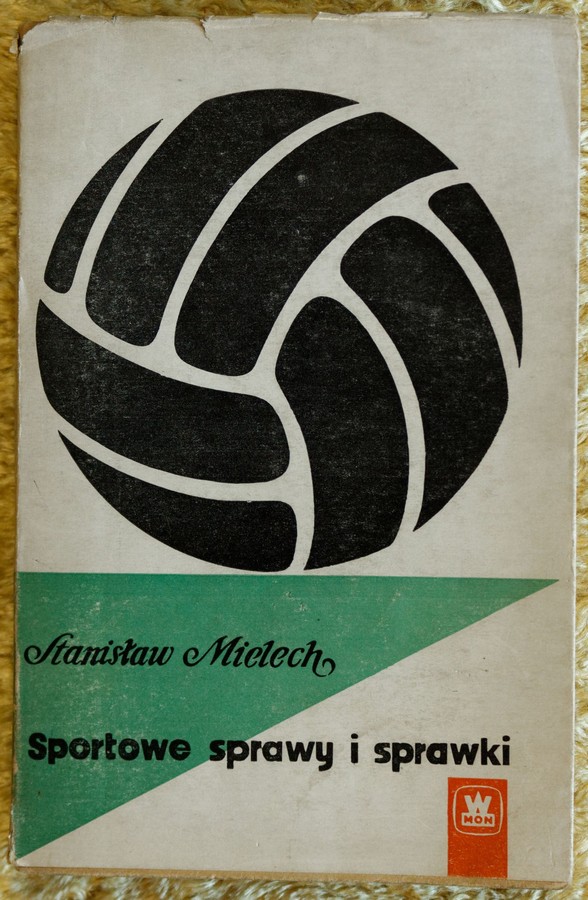 Stanisław Mielech
Sportowe sprawy i sprawki
W
MON